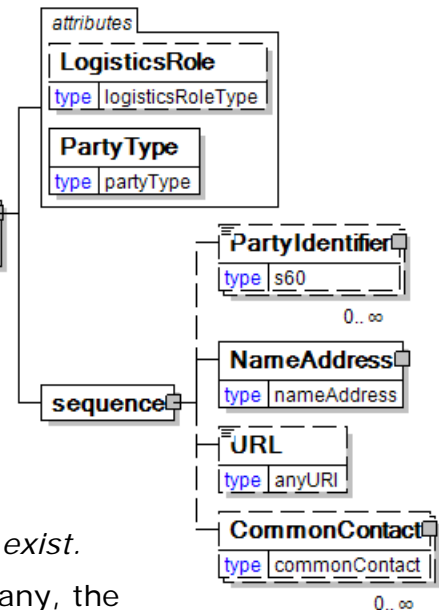 attributes
LogisticsRole
type logisticsRoleType
PartyType
type partyType
PartyIdentifier
type s60
0..∞
NameAddress
type nameAddress
sequence
URL
type anyURI
CommonContact
type commonContact
0..∞
exist.
any, the